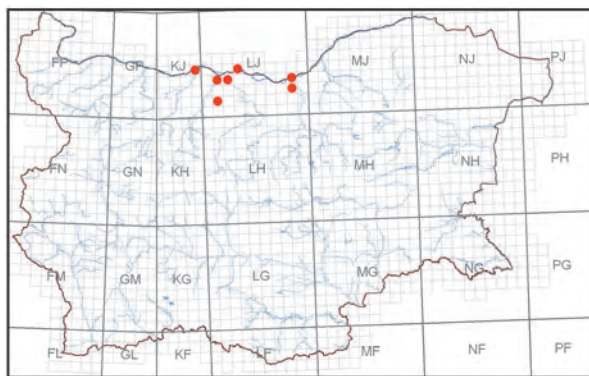 FP GP KJ LJ MJ NJ PJ
FN GN KH LH MH NH PH
FM GM KG LG MG NG PG
FL GL KF LF MF NF PF